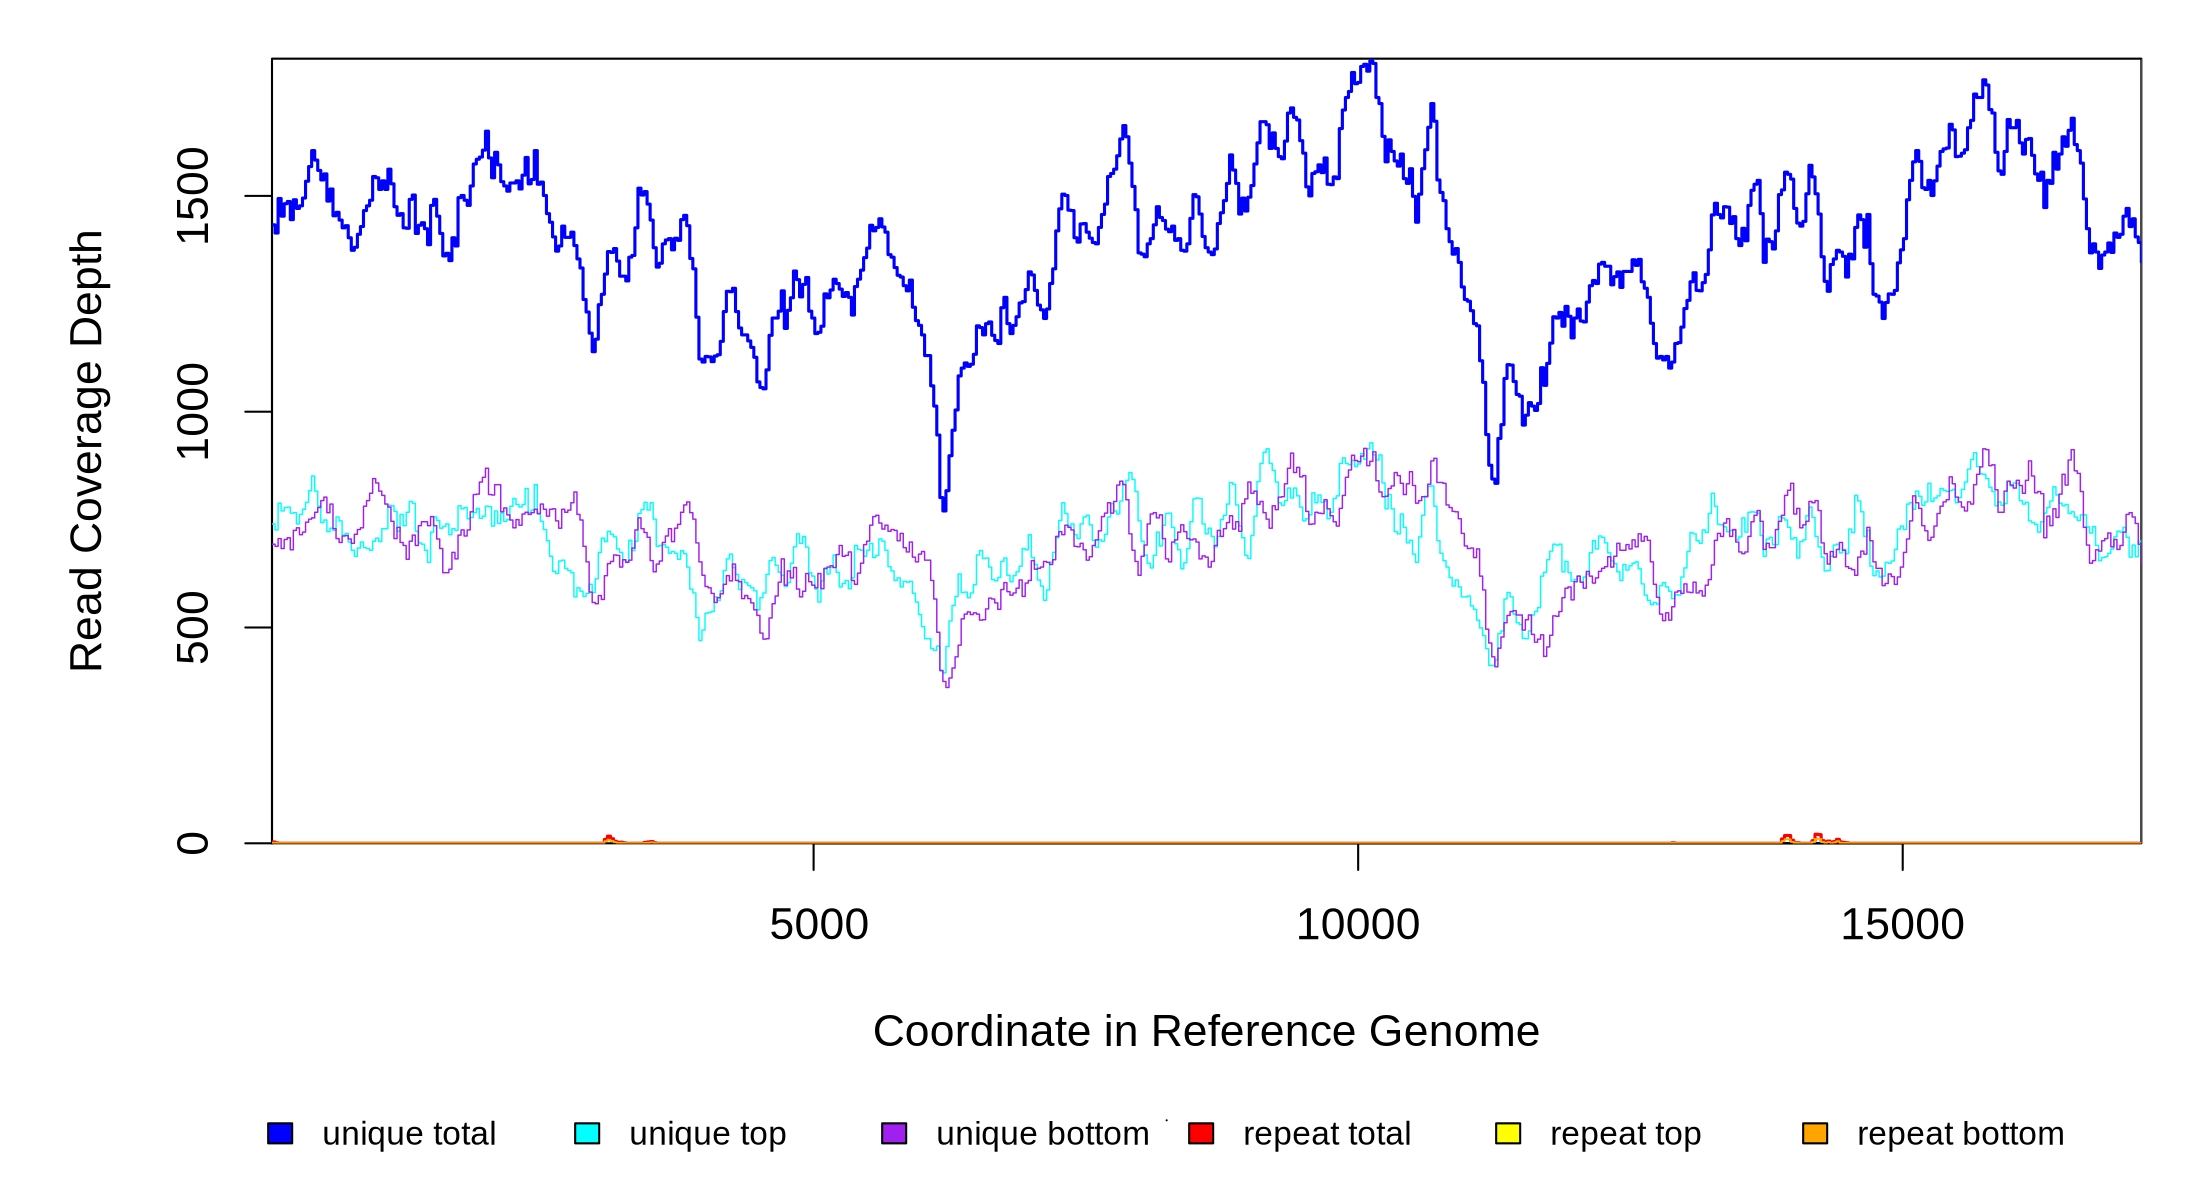 Read Coverage Depth
1500
1000
500
0
5000 10000 15000
Coordinate in Reference Genome
unique total unique top unique bottom repeat total repeat top repeat bottom